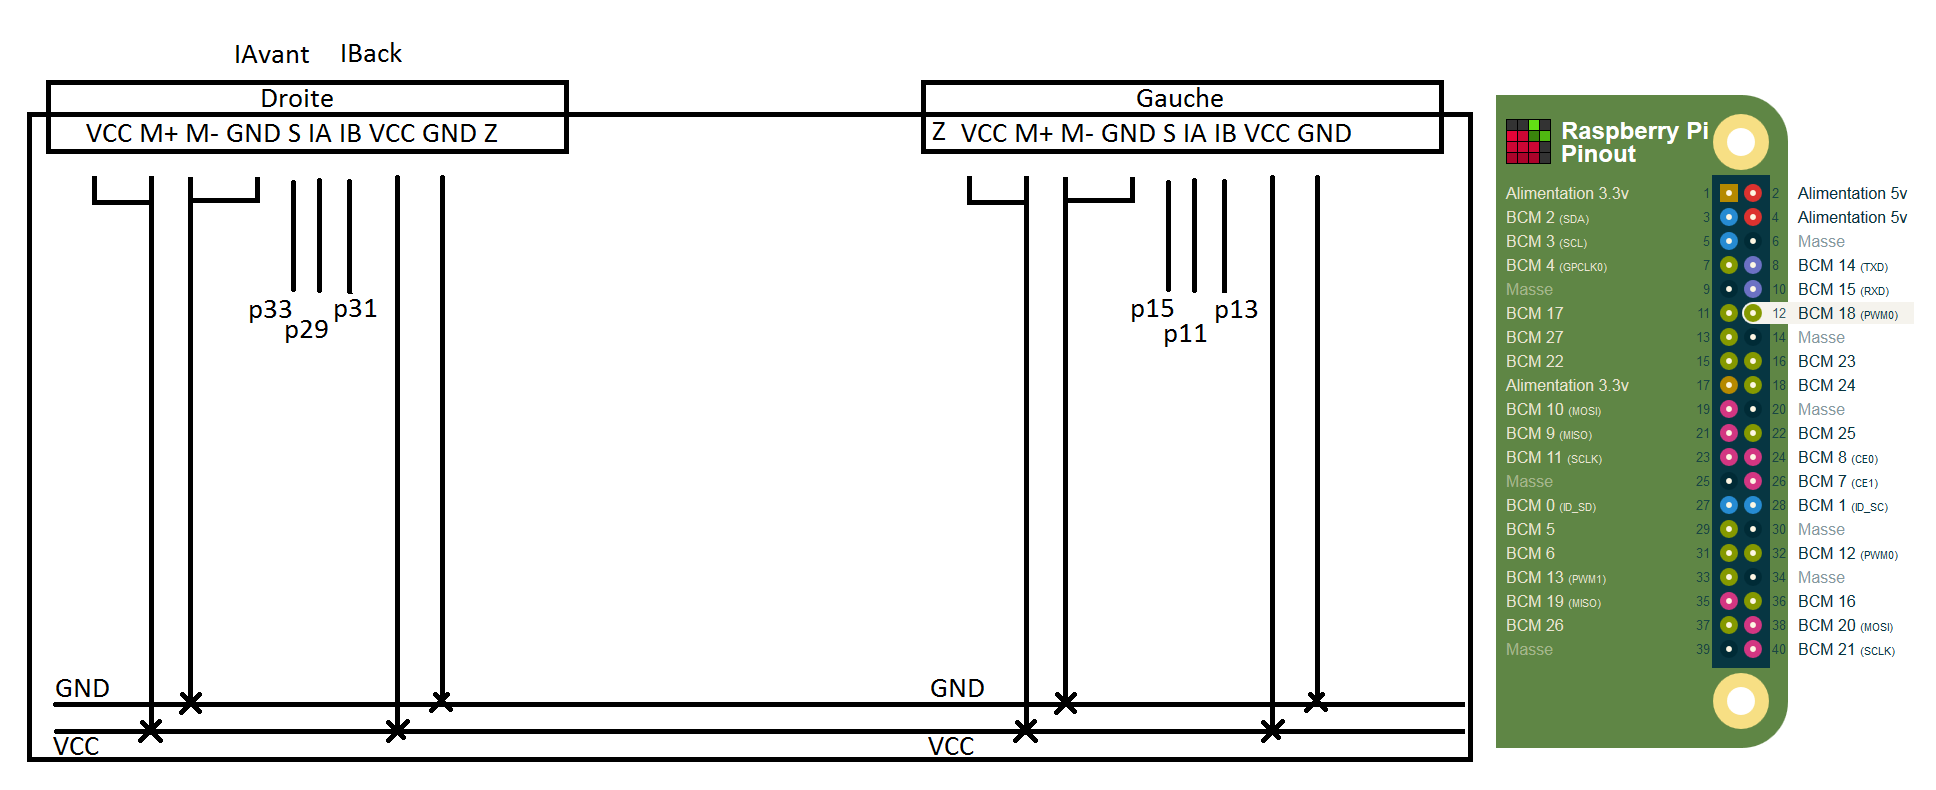 IAvant IBack
Droite
VCC M+ M- GND S IA IB VCC GND Z
p33
p29
p31
Gauche
Z VCC M+ M- GND S IA IB VCC GND
p15
p11
p13
GND
VCC
GND
VCC
Raspberry Pi
Pinout
Alimentation 3.3v 1 2 Alimentation 5v
BCM 2 (SDA) 3 4 Alimentation 5v
BCM 3 (SCL) 5 6 Masse
BCM 4 (GPCLK0) 7 8 BCM 14 (TXD)
Masse 9 10 BCM 15 (RXD)
BCM 17 11 12 BCM 18 (PWM0)
BCM 27 13 14 Masse
BCM 22 15 16 BCM 23
Alimentation 3.3v 17 18 BCM 24
BCM 10 (MOSI) 19 20 Masse
BCM 9 (MISO) 21 22 BCM 25
BCM 11 (SCLK) 23 24 BCM 8 (CE0)
Masse 25 26 BCM 7 (CE1)
BCM 0 (ID_SD) 27 28 BCM 1 (ID_SC)
BCM 5 29 30 Masse
BCM 6 31 32 BCM 12 (PWM0)
BCM 13 (PWM1) 33 34 Masse
BCM 19 (MISO) 35 36 BCM 16
BCM 26 37 38 BCM 20 (MOSI)
Masse 39 40 BCM 21 (SCLK)